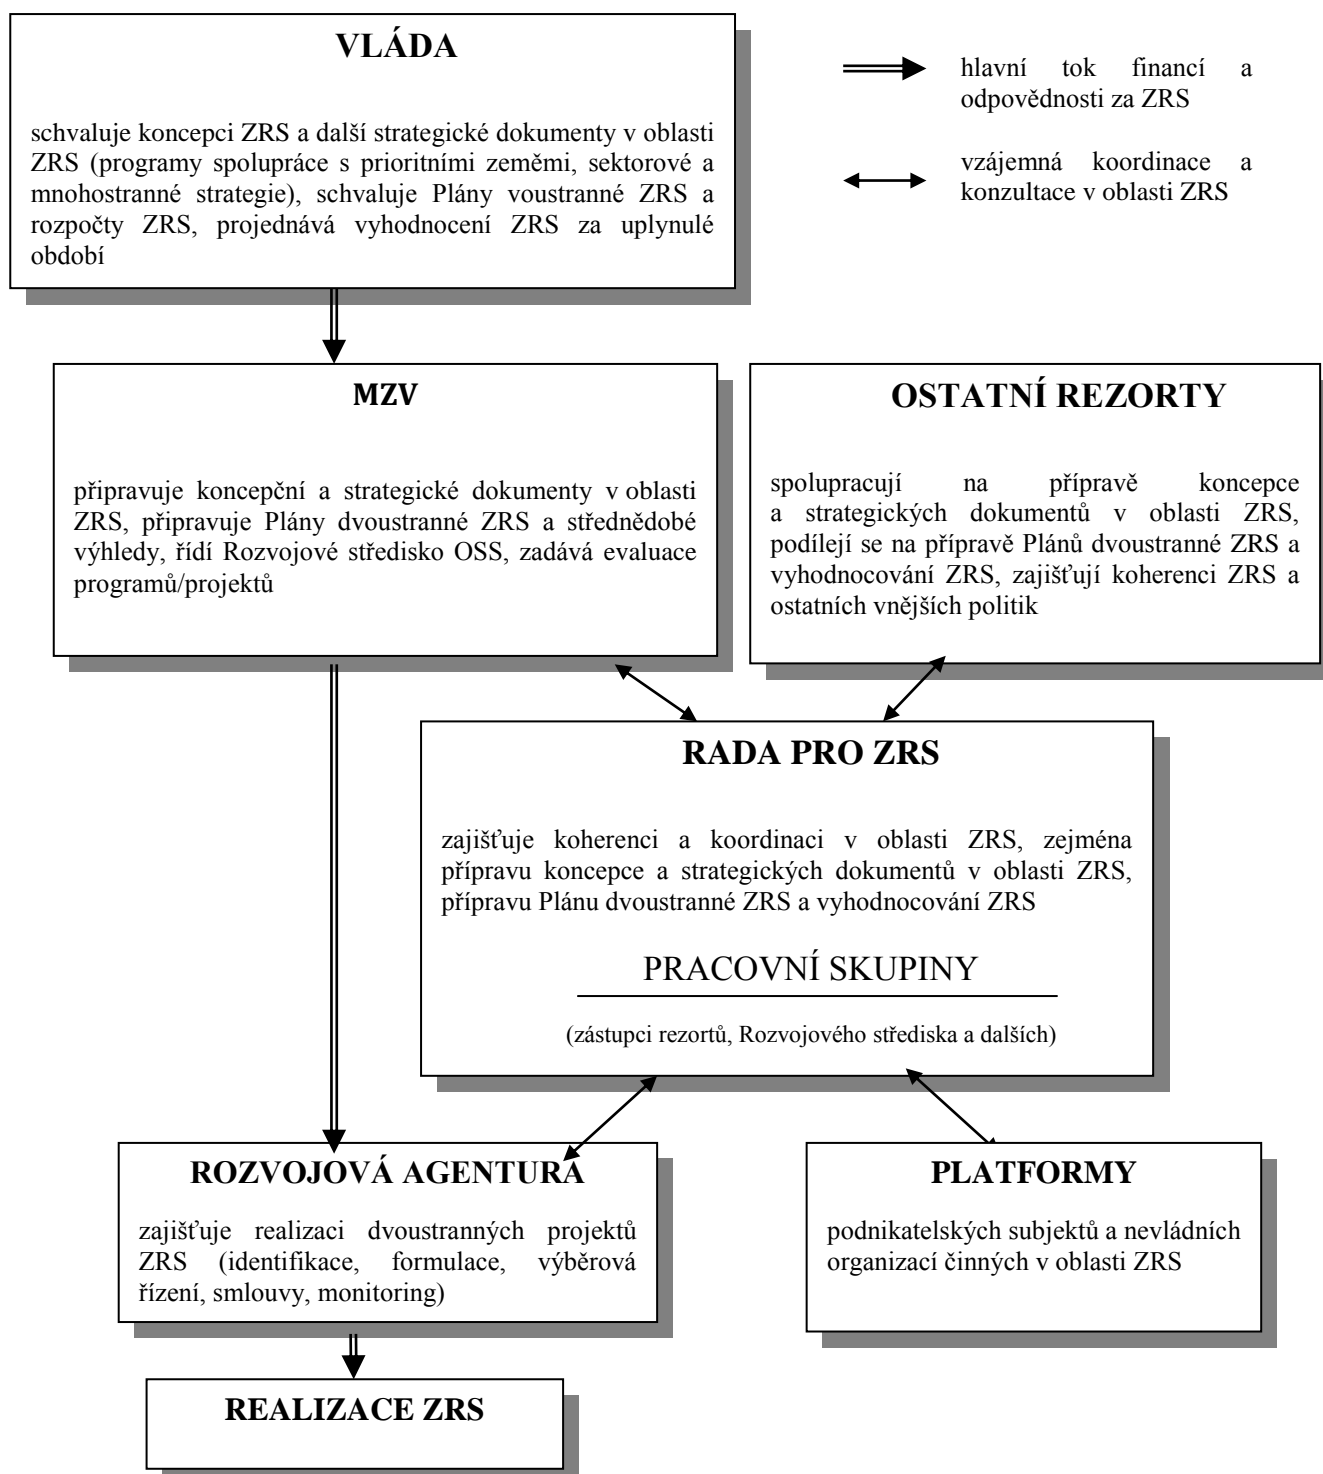 VLÁDA
schvaluje koncepci ZRS a další strategické dokumenty v oblasti
ZRS (programy spolupráce s prioritními zeměmi, sektorové a
mnohostranné strategie), schvaluje Plány voustranné ZRS a
rozpočty ZRS, projednává vyhodnocení ZRS za uplynulé
období
hlavní tok financí a
odpovědnosti za ZRS
vzájemná koordinace a
konzultace v oblasti ZRS
MZV
připravuje koncepční a strategické dokumenty v oblasti
ZRS, připravuje Plány dvoustranné ZRS a střednědobé
výhledy, řídí Rozvojové středisko OSS, zadává evaluace
programů/projektů
OSTATNÍ REZORTY
spolupracují na přípravě koncepce
a strategických dokumentů v oblasti ZRS,
podílejí se na přípravě Plánů dvoustranné ZRS a
vyhodnocování ZRS, zajišťují koherenci ZRS a
ostatních vnějších politik
RADA PRO ZRS
zajišťuje koherenci a koordinaci v oblasti ZRS, zejména
přípravu koncepce a strategických dokumentů v oblasti ZRS,
přípravu Plánu dvoustranné ZRS a vyhodnocování ZRS
PRACOVNÍ SKUPINY
(zástupci rezortů, Rozvojového střediska a dalších)
ROZVOJOVÁ AGENTURA
zajišťuje realizaci dvoustranných projektů
ZRS (identifikace, formulace, výběrová
řízení, smlouvy, monitoring)
PLATFORMY
podnikatelských subjektů a nevládních
organizací činných v oblasti ZRS
REALIZACE ZRS